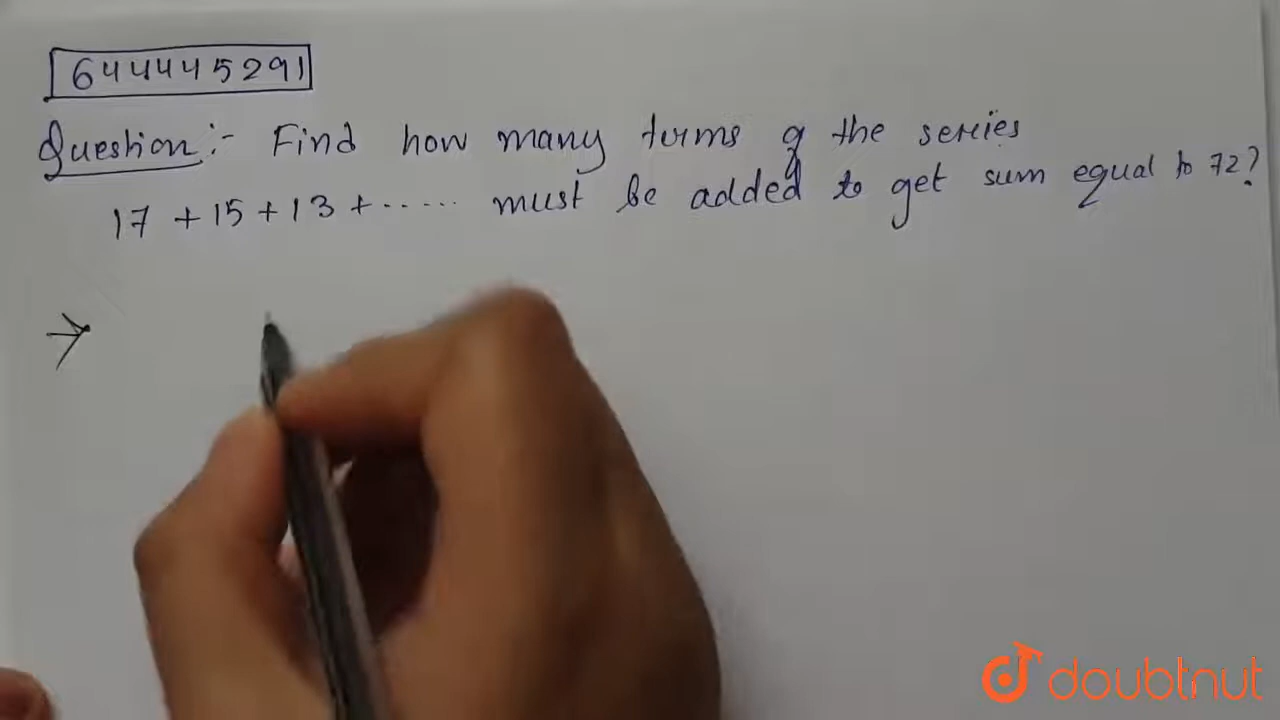 644445291
Question:- Find how many terms of the series
17 + 15 + 13 + ...... must be added to get sum equal to 72?
doubtnut